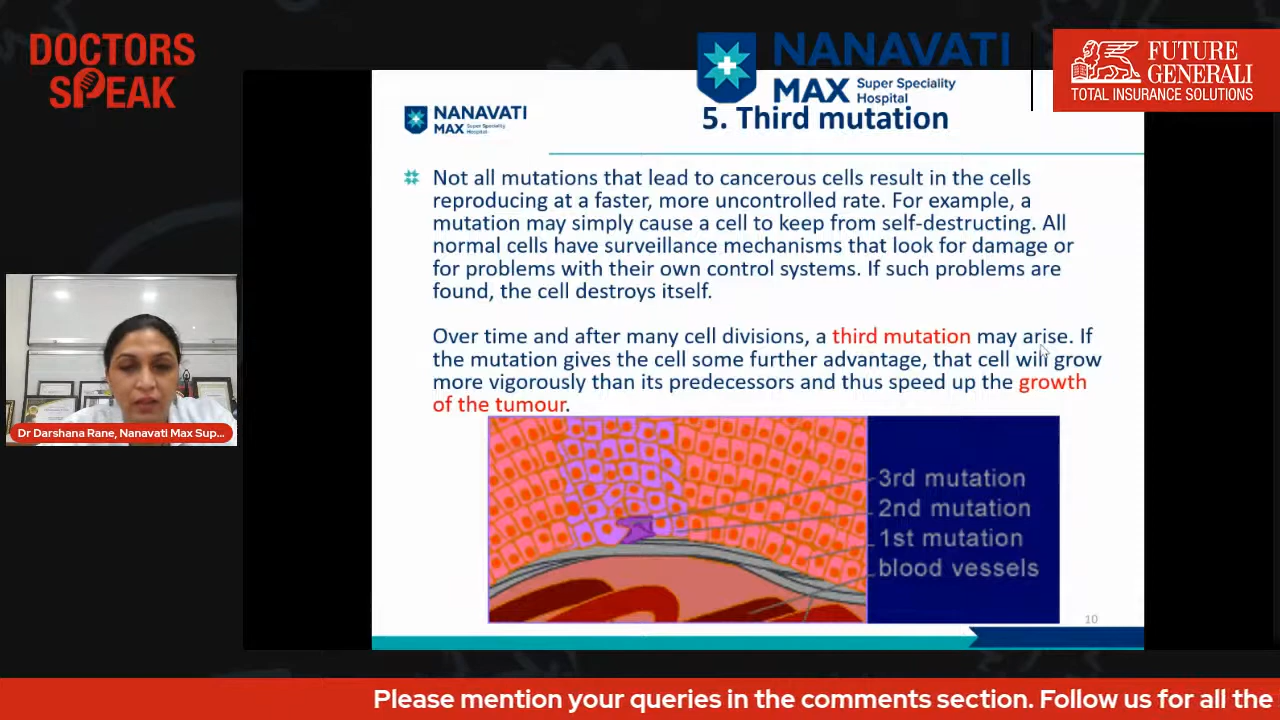 DOCTORS
SPEAK
NANAVATI
MAX Super Speciality
Hospital
FUTURE
GENERALI
TOTAL INSURANCE SOLUTIONS
NANAVATI
MAX Super Speciality
Hospital
5. Third mutation
Not all mutations that lead to cancerous cells result in the cells
reproducing at a faster, more uncontrolled rate. For example, a
mutation may simply cause a cell to keep from self-destructing. All
normal cells have surveillance mechanisms that look for damage or
for problems with their own control systems. If such problems are
found, the cell destroys itself.
Over time and after many cell divisions, a third mutation may arise. If
the mutation gives the cell some further advantage, that cell will grow
more vigorously than its predecessors and thus speed up the growth
of the tumour.
3rd mutation
2nd mutation
1st mutation
blood vessels
10
Dr Darshana Rane, Nanavati Max Sup...
Please mention your queries in the comments section. Follow us for all the